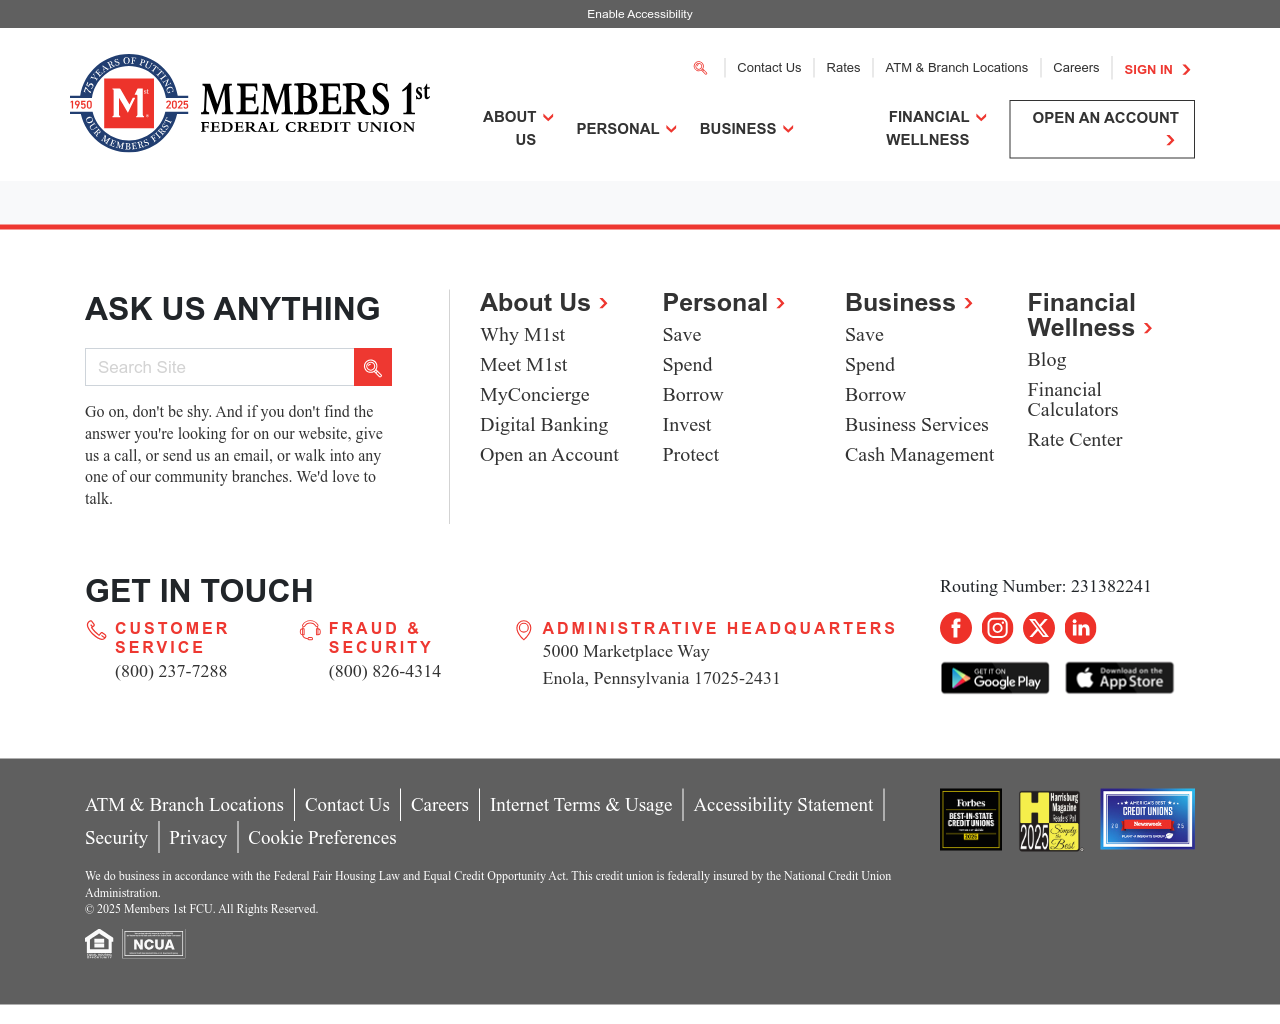 Enable Accessibility
Contact Us
Rates
ATM & Branch Locations
Careers
SIGN IN
75 YEARS OF PUTTING
1950
M1st
2025
OUR MEMBERS FIRST
MEMBERS 1st
FEDERAL CREDIT UNION
ABOUT
US
PERSONAL
BUSINESS
FINANCIAL
WELLNESS
OPEN AN ACCOUNT
ASK US ANYTHING
Search Site
Go on, don't be shy. And if you don't find the
answer you're looking for on our website, give
us a call, or send us an email, or walk into any
one of our community branches. We'd love to
talk.
About Us
Why M1st
Meet M1st
MyConcierge
Digital Banking
Open an Account
Personal
Save
Spend
Borrow
Invest
Protect
Business
Save
Spend
Borrow
Business Services
Cash Management
Financial
Wellness
Blog
Financial
Calculators
Rate Center
GET IN TOUCH
CUSTOMER
SERVICE
(800) 237-7288
FRAUD &
SECURITY
(800) 826-4314
ADMINISTRATIVE HEADQUARTERS
5000 Marketplace Way
Enola, Pennsylvania 17025-2431
Routing Number: 231382241
GET IT ON
Google Play
Download on the
App Store
ATM & Branch Locations
Contact Us
Careers
Internet Terms & Usage
Accessibility Statement
Security
Privacy
Cookie Preferences
Forbes
BEST-IN-STATE
CREDIT UNIONS
2025
Harrisburg
Magazine
Readers' Poll
H
2025
Simply
the
Best
AMERICA'S BEST
CREDIT UNIONS
20
Newsweek
25
We do business in accordance with the Federal Fair Housing Law and Equal Credit Opportunity Act. This credit union is federally insured by the National Credit Union
Administration.
© 2025 Members 1st FCU. All Rights Reserved.
NCUA